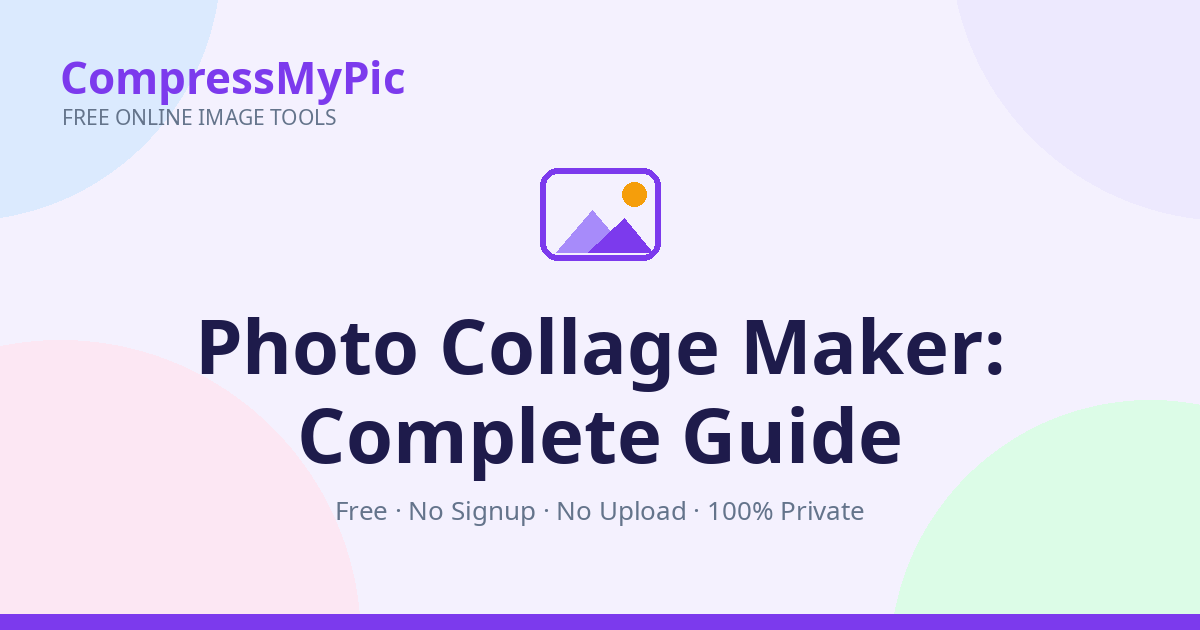 CompressMyPic
FREE ONLINE IMAGE TOOLS
Photo Collage Maker:
Complete Guide
Free · No Signup · No Upload · 100% Private